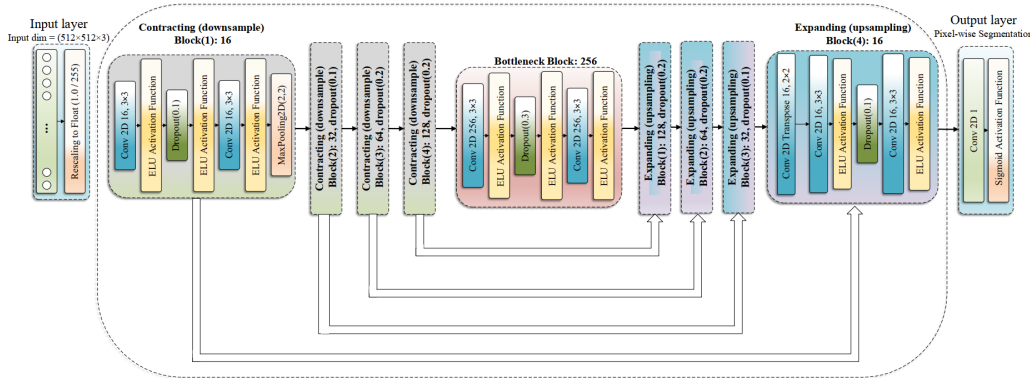 Input layer
Input dim = (512×512×3)
...
Rescaling to Float (1.0 / 255)
Contracting (downsample)
Block(1): 16
Conv 2D 16, 3×3
ELU Activation Function
Dropout(0.1)
ELU Activation Function
Conv 2D 16, 3×3
ELU Activation Function
MaxPooling2D(2,2)
Contracting (downsample)
Block(2): 32, dropout(0.1)
Contracting (downsample)
Block(3): 64, dropout(0.2)
Contracting (downsample)
Block(4): 128, dropout(0.2)
Bottleneck Block: 256
Conv 2D 256, 3×3
ELU Activation Function
Dropout(0.3)
ELU Activation Function
Conv 2D 256, 3×3
ELU Activation Function
Expanding (upsampling)
Block(1): 128, dropout(0.2)
Expanding (upsampling)
Block(2): 64, dropout(0.2)
Expanding (upsampling)
Block(3): 32, dropout(0.1)
Expanding (upsampling)
Block(4): 16
Conv 2D Transpose 16, 2×2
Conv 2D 16, 3×3
ELU Activation Function
Dropout(0.1)
Conv 2D 16, 3×3
ELU Activation Function
Output layer
Pixel-wise Segmentation
Conv 2D 1
Sigmoid Activation Function